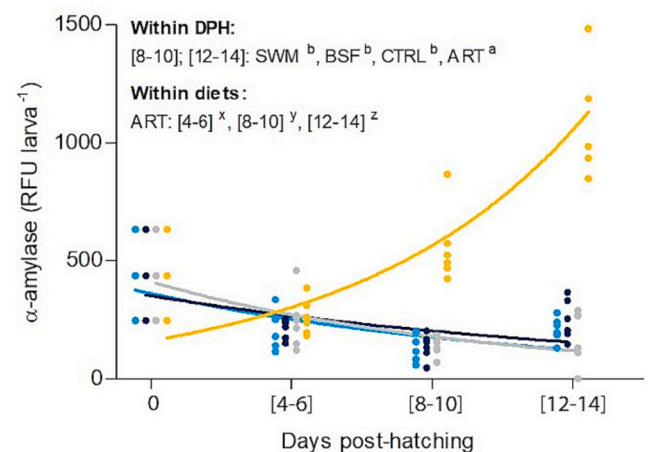 1500
1000
500
0
α-amylase (RFU larva⁻¹)
Within DPH:
[8-10]; [12-14]: SWM ᵇ, BSF ᵇ, CTRL ᵇ, ART ᵃ
Within diets:
ART: [4-6] ˣ, [8-10] ʸ, [12-14] ᶻ
0 [4-6] [8-10] [12-14]
Days post-hatching